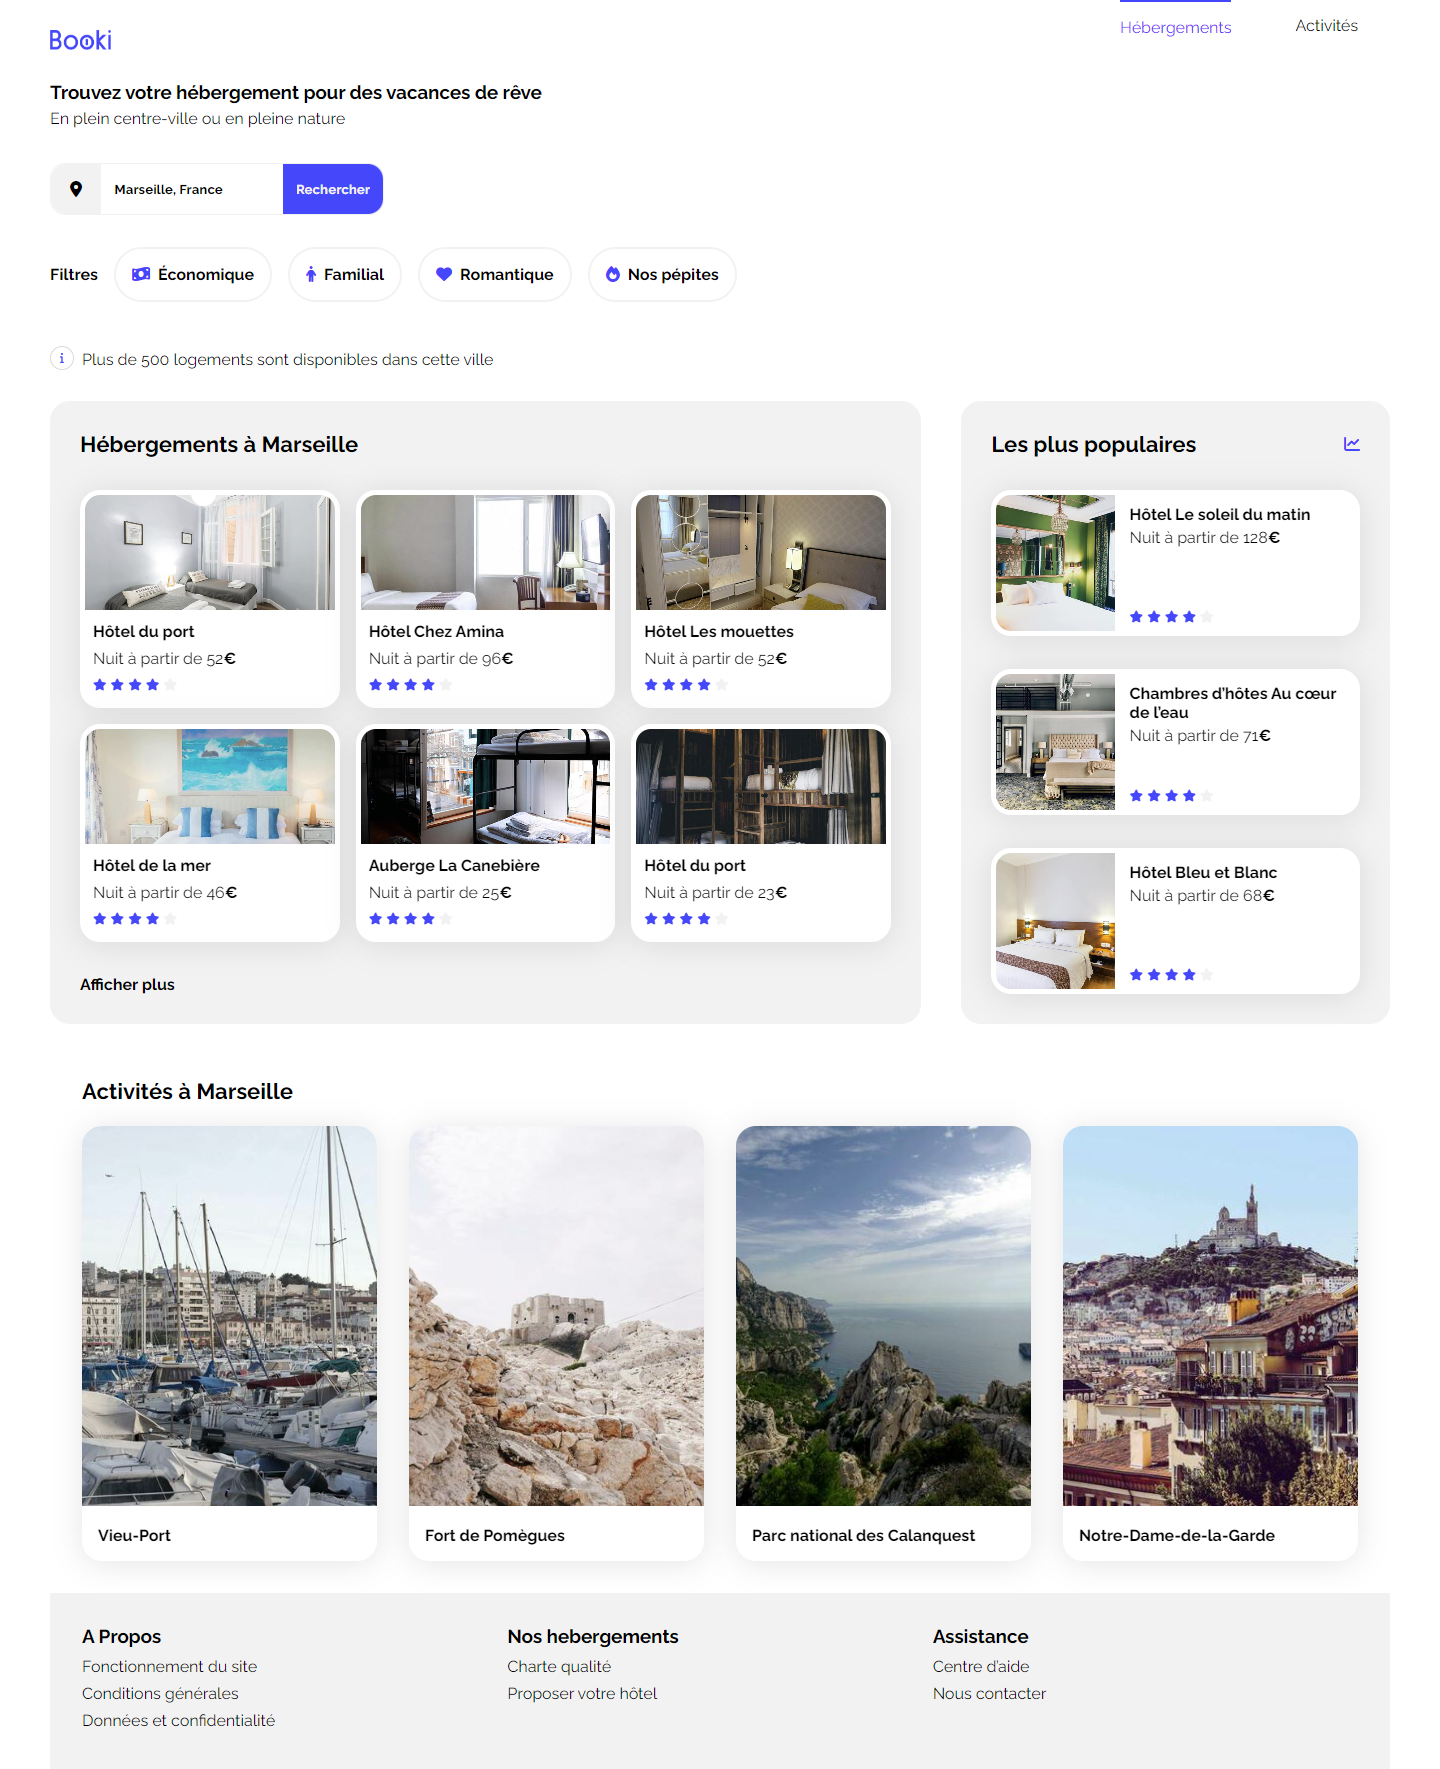 Booki
Hébergements
Activités
Trouvez votre hébergement pour des vacances de rêve
En plein centre-ville ou en pleine nature
Marseille, France
Rechercher
Filtres
Économique
Familial
Romantique
Nos pépites
Plus de 500 logements sont disponibles dans cette ville
Hébergements à Marseille
Hôtel du port
Nuit à partir de 52€
Hôtel Chez Amina
Nuit à partir de 96€
Hôtel Les mouettes
Nuit à partir de 52€
Hôtel de la mer
Nuit à partir de 46€
Auberge La Canebière
Nuit à partir de 25€
Hôtel du port
Nuit à partir de 23€
Afficher plus
Les plus populaires
Hôtel Le soleil du matin
Nuit à partir de 128€
Chambres d'hôtes Au cœur
de l'eau
Nuit à partir de 71€
Hôtel Bleu et Blanc
Nuit à partir de 68€
Activités à Marseille
Vieu-Port
Fort de Pomègues
Parc national des Calanquest
Notre-Dame-de-la-Garde
A Propos
Fonctionnement du site
Conditions générales
Données et confidentialité
Nos hebergements
Charte qualité
Proposer votre hôtel
Assistance
Centre d'aide
Nous contacter